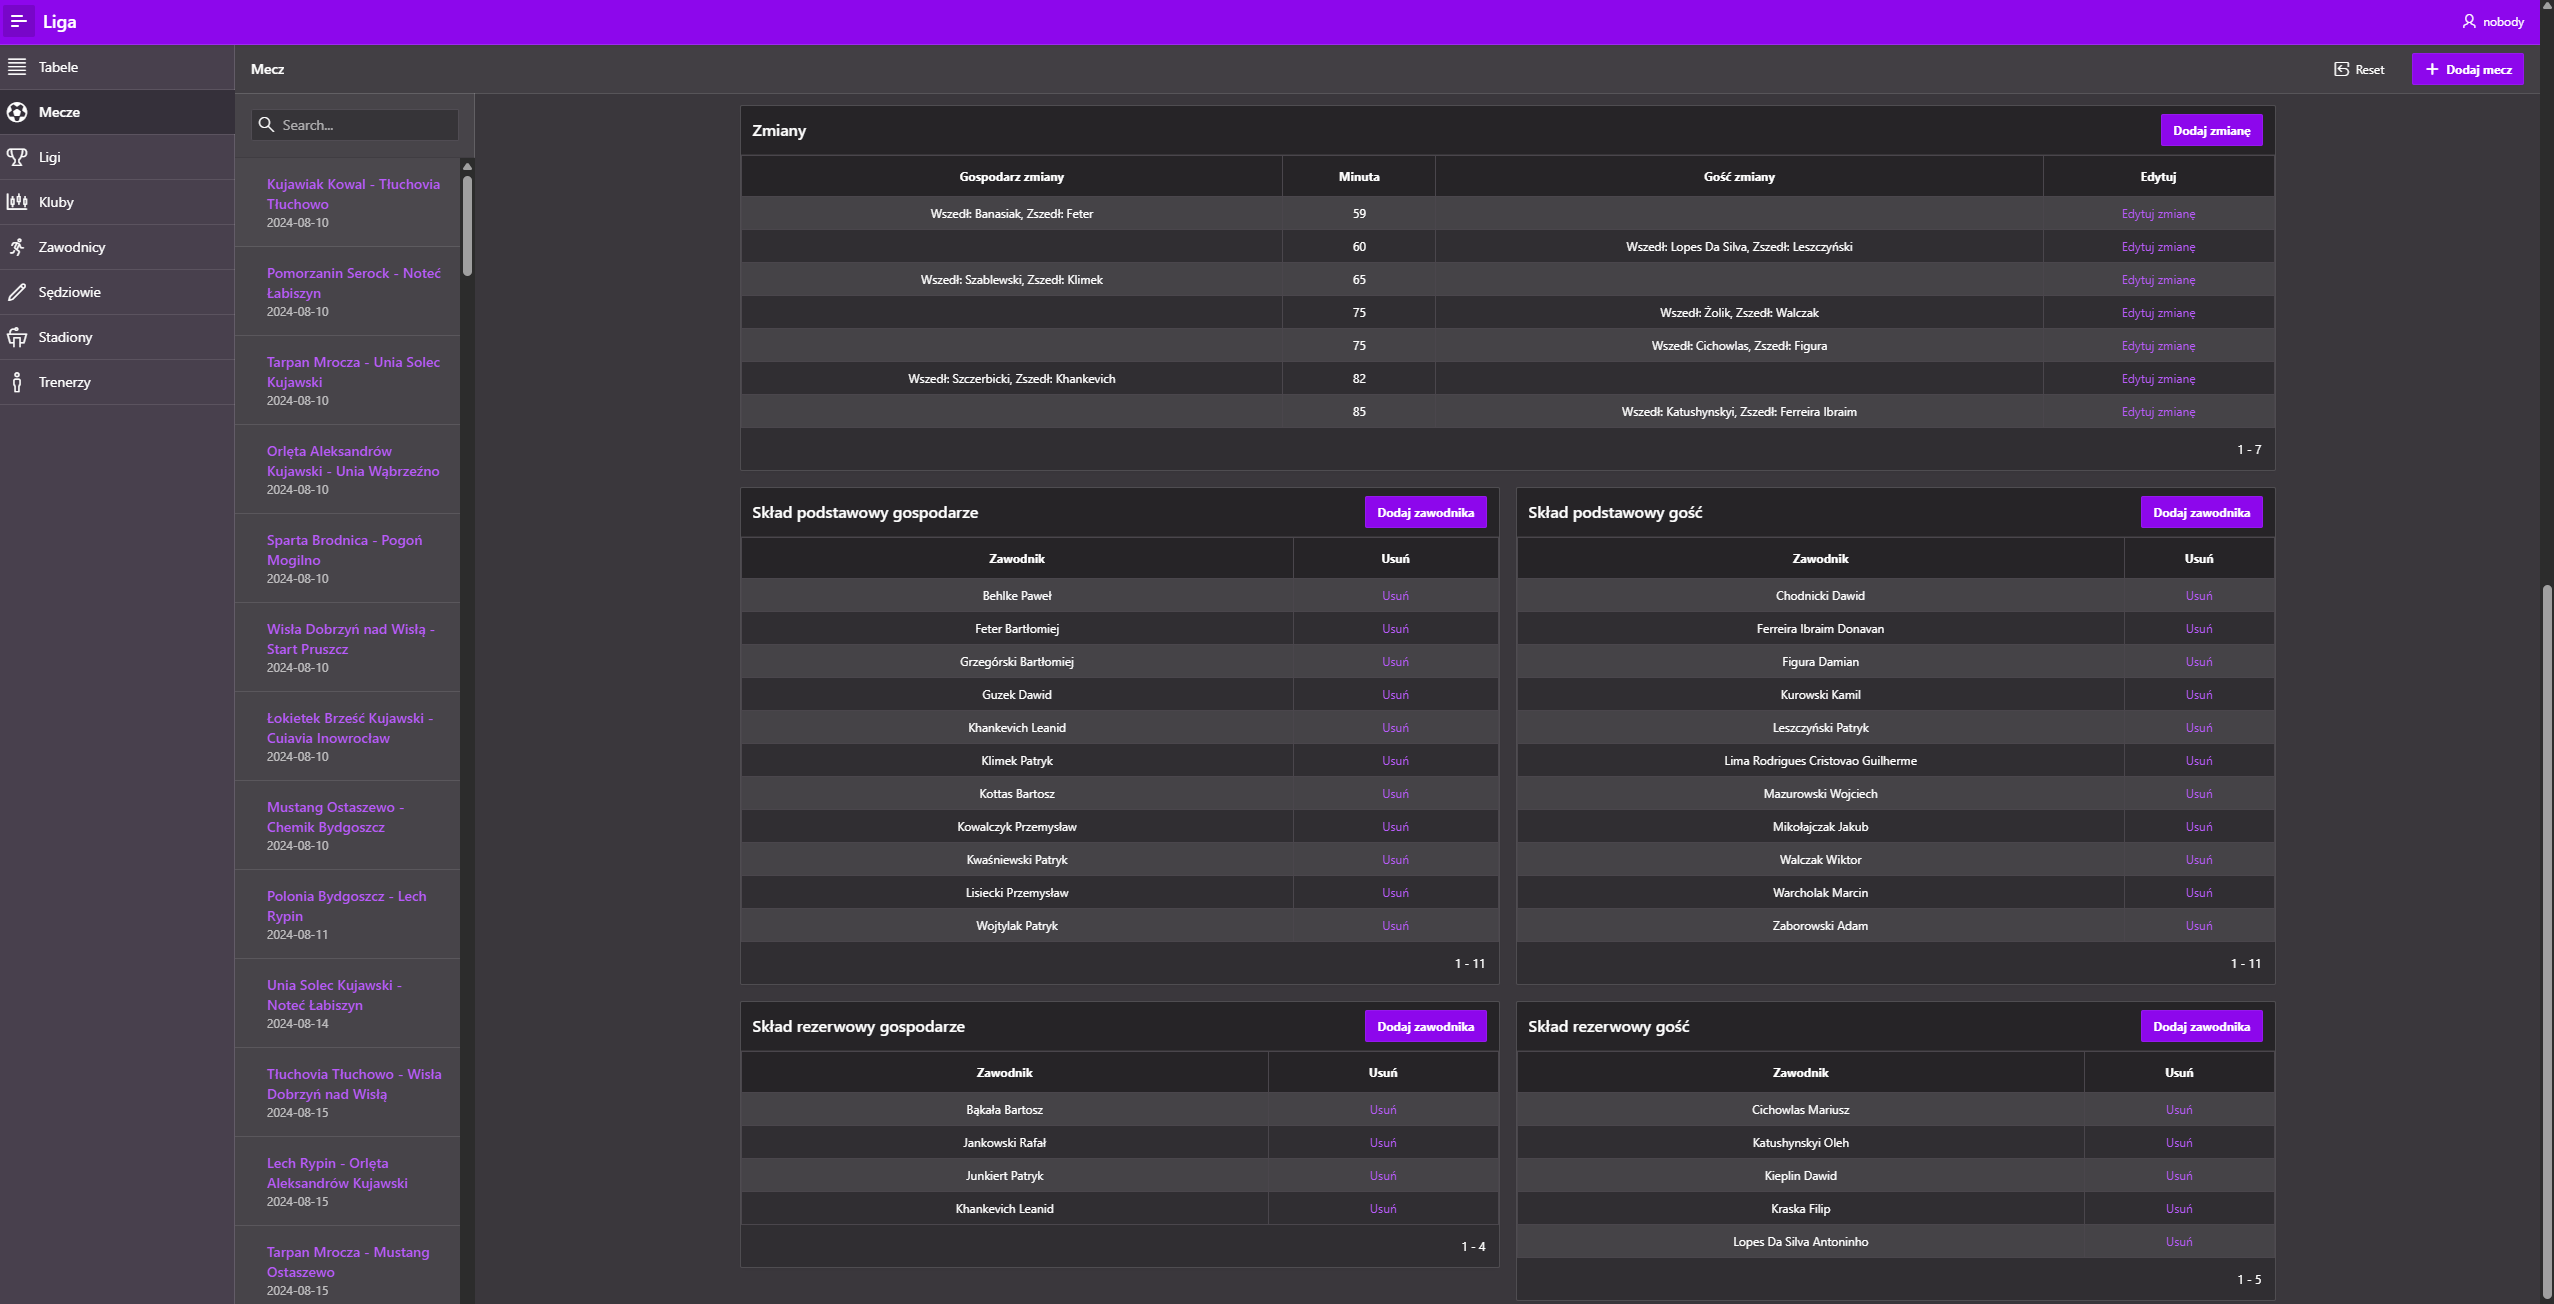 Liga
nobody
Tabele
Mecze
Ligi
Kluby
Zawodnicy
Sędziowie
Stadiony
Trenerzy
Mecz
Reset
Dodaj mecz
Search...
Kujawiak Kowal - Tłuchovia
Tłuchowo
2024-08-10
Pomorzanin Serock - Noteć
Łabiszyn
2024-08-10
Tarpan Mrocza - Unia Solec
Kujawski
2024-08-10
Orlęta Aleksandrów
Kujawski - Unia Wąbrzeźno
2024-08-10
Sparta Brodnica - Pogoń
Mogilno
2024-08-10
Wisła Dobrzyń nad Wisłą -
Start Pruszcz
2024-08-10
Łokietek Brześć Kujawski -
Cuiavia Inowrocław
2024-08-10
Mustang Ostaszewo -
Chemik Bydgoszcz
2024-08-10
Polonia Bydgoszcz - Lech
Rypin
2024-08-11
Unia Solec Kujawski -
Noteć Łabiszyn
2024-08-14
Tłuchovia Tłuchowo - Wisła
Dobrzyń nad Wisłą
2024-08-15
Lech Rypin - Orlęta
Aleksandrów Kujawski
2024-08-15
Tarpan Mrocza - Mustang
Ostaszewo
2024-08-15
Zmiany
Dodaj zmianę
Gospodarz zmiany Minuta Gość zmiany Edytuj
Wszedł: Banasiak, Zszedł: Feter 59 Edytuj zmianę
60 Wszedł: Lopes Da Silva, Zszedł: Leszczyński Edytuj zmianę
Wszedł: Szablewski, Zszedł: Klimek 65 Edytuj zmianę
75 Wszedł: Żolik, Zszedł: Walczak Edytuj zmianę
75 Wszedł: Cichowlas, Zszedł: Figura Edytuj zmianę
Wszedł: Szczerbicki, Zszedł: Khankevich 82 Edytuj zmianę
85 Wszedł: Katushynskyi, Zszedł: Ferreira Ibraim Edytuj zmianę
1 - 7
Skład podstawowy gospodarze
Dodaj zawodnika
Zawodnik Usuń
Behlke Paweł Usuń
Feter Bartłomiej Usuń
Grzegórski Bartłomiej Usuń
Guzek Dawid Usuń
Khankevich Leanid Usuń
Klimek Patryk Usuń
Kottas Bartosz Usuń
Kowalczyk Przemysław Usuń
Kwaśniewski Patryk Usuń
Lisiecki Przemysław Usuń
Wojtylak Patryk Usuń
1 - 11
Skład podstawowy gość
Dodaj zawodnika
Zawodnik Usuń
Chodnicki Dawid Usuń
Ferreira Ibraim Donavan Usuń
Figura Damian Usuń
Kurowski Kamil Usuń
Leszczyński Patryk Usuń
Lima Rodrigues Cristovao Guilherme Usuń
Mazurowski Wojciech Usuń
Mikołajczak Jakub Usuń
Walczak Wiktor Usuń
Warcholak Marcin Usuń
Zaborowski Adam Usuń
1 - 11
Skład rezerwowy gospodarze
Dodaj zawodnika
Zawodnik Usuń
Bąkała Bartosz Usuń
Jankowski Rafał Usuń
Junkiert Patryk Usuń
Khankevich Leanid Usuń
1 - 4
Skład rezerwowy gość
Dodaj zawodnika
Zawodnik Usuń
Cichowlas Mariusz Usuń
Katushynskyi Oleh Usuń
Kieplin Dawid Usuń
Kraska Filip Usuń
Lopes Da Silva Antoninho Usuń
1 - 5